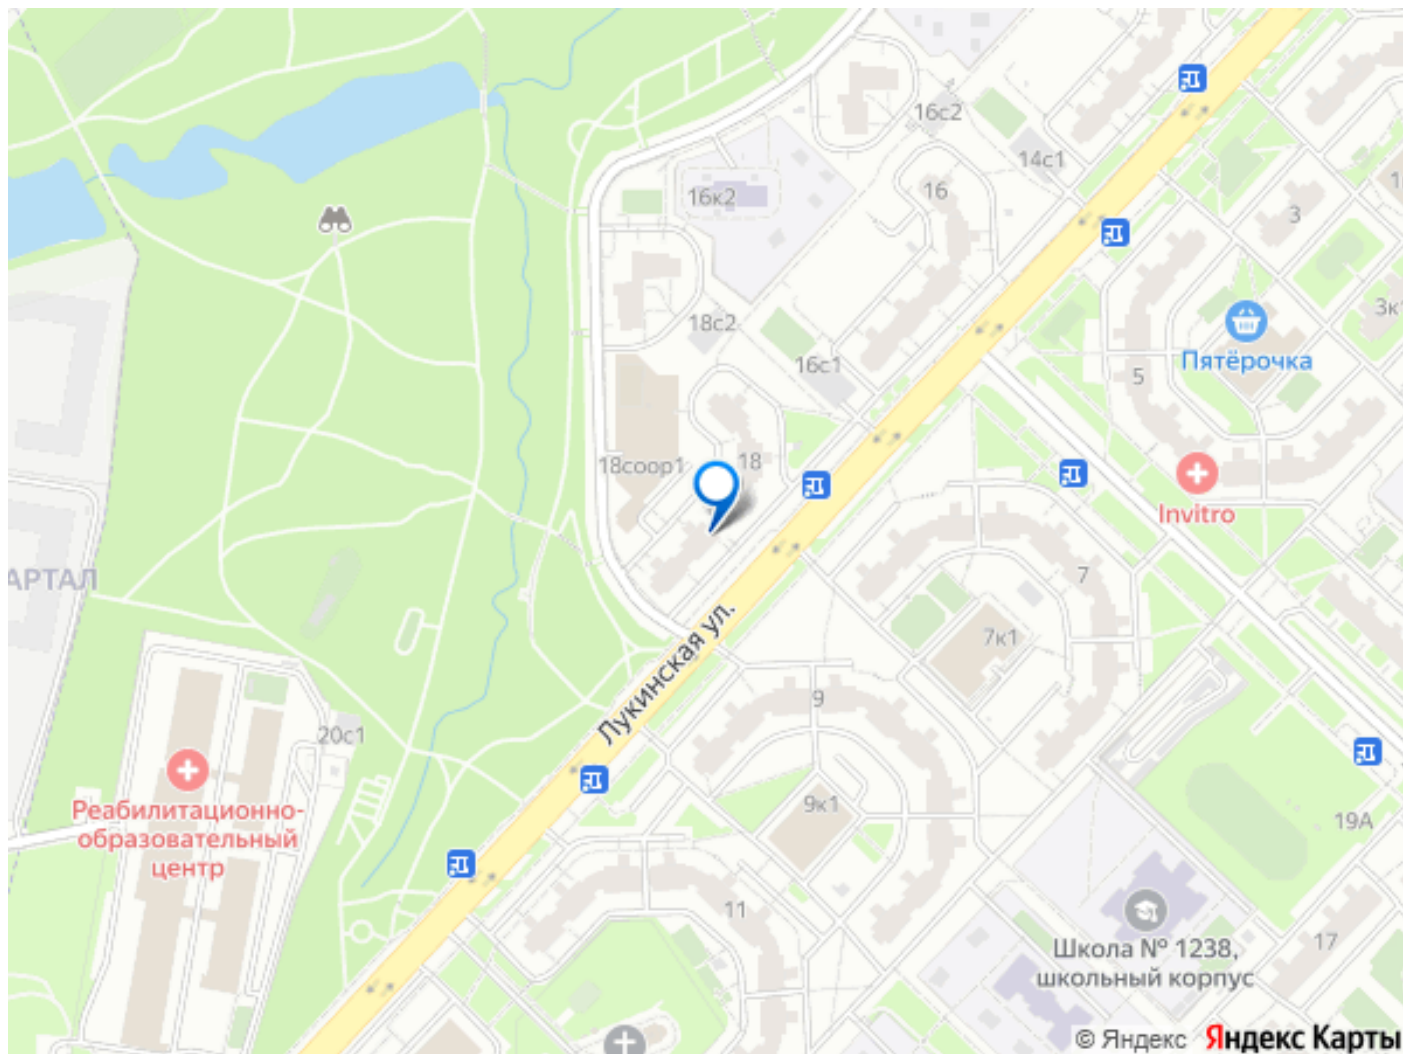 16с2
14с1
16к2
16
3
18с2
3к
Пятёрочка
16с1
5
18
18соор1
Invitro
АРТАЛ
7
7к1
Лукинская ул.
9
20с1
Реабилитационно-
образовательный
центр
9к1
19А
11
17
Школа № 1238,
школьный корпус
© Яндекс Яндекс Карты